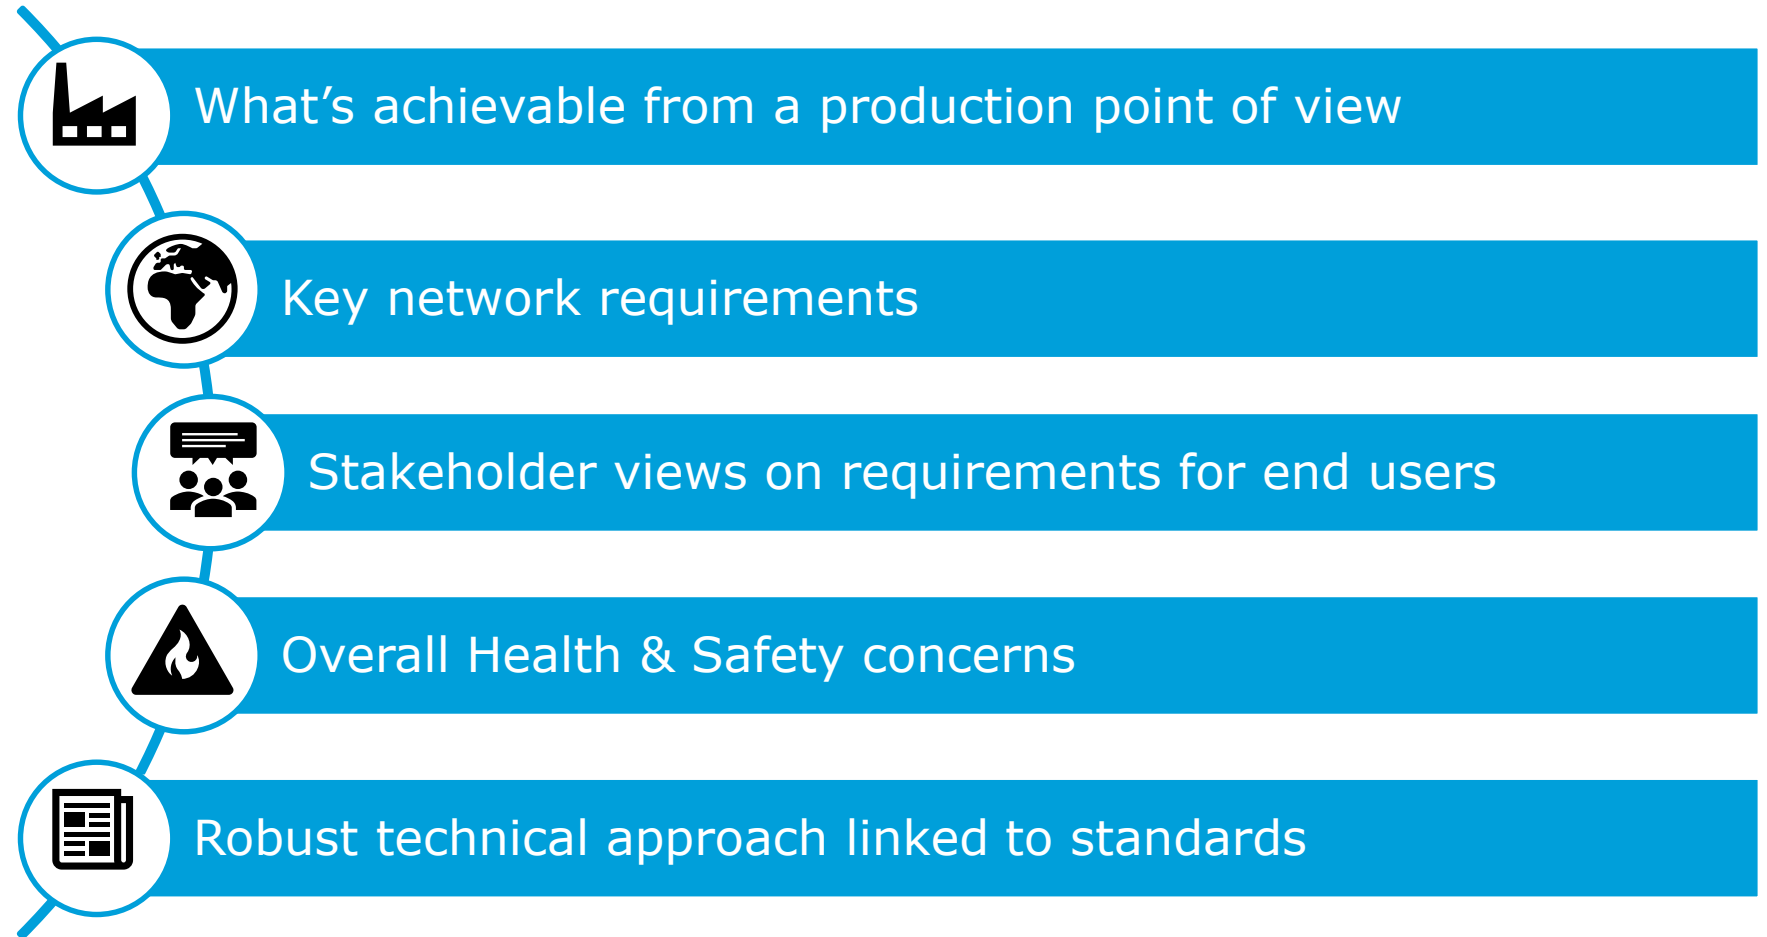 What’s achievable from a production point of view
Key network requirements
Stakeholder views on requirements for end users
Overall Health & Safety concerns
Robust technical approach linked to standards